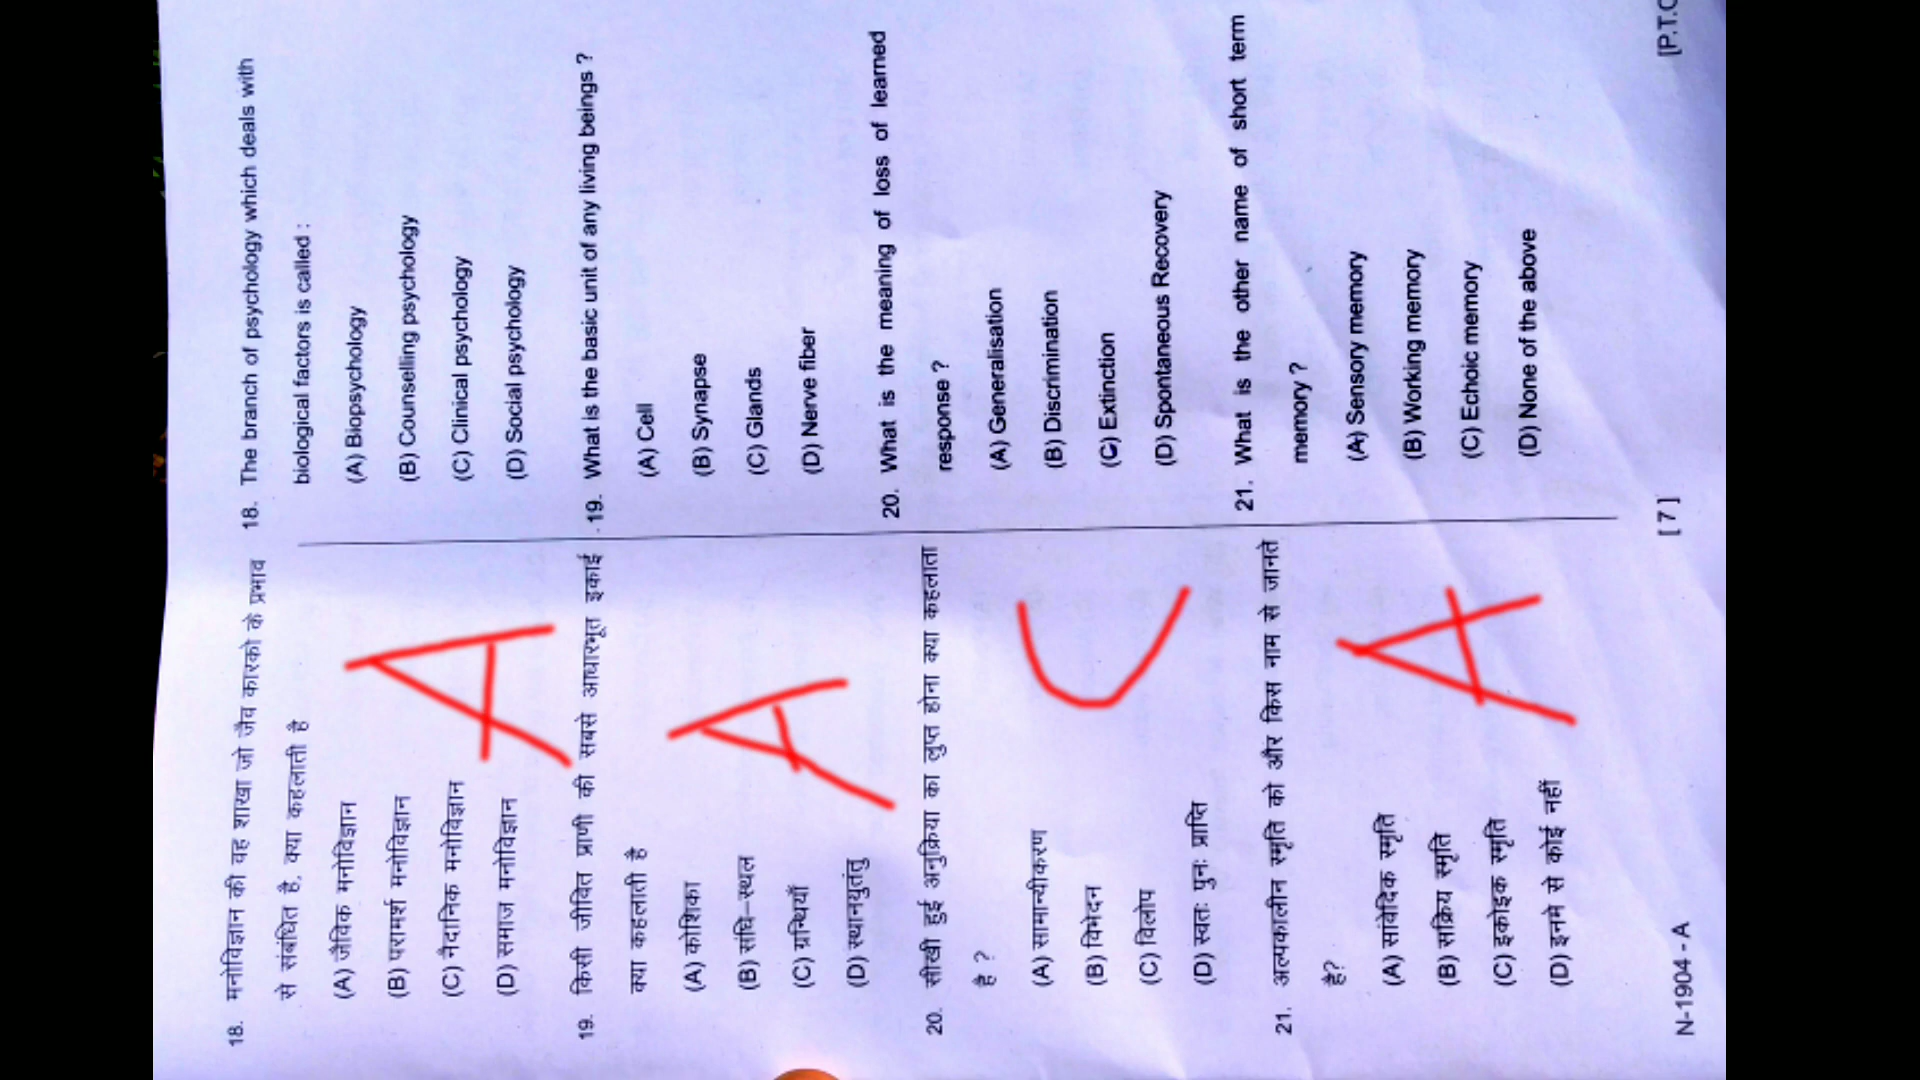 18. मनोविज्ञान की वह शाखा जो जैव कारको के प्रभाव
से संबंधित है, क्या कहलाती है
(A) जैविक मनोविज्ञान
(B) परामर्श मनोविज्ञान
(C) नैदानिक मनोविज्ञान
(D) समाज मनोविज्ञान
A
19. किसी जीवित प्राणी की सबसे आधारभूत इकाई
क्या कहलाती है
(A) कोशिका
(B) संधि–स्थल
(C) ग्रन्थियाँ
(D) स्थानयुतंतु
A
20. सीखी हुई अनुक्रिया का लुप्त होना क्या कहलाता
है ?
(A) सामान्यीकरण
(B) विभेदन
(C) विलोप
(D) स्वतः पुनः प्राप्ति
C
21. अल्पकालीन स्मृति को और किस नाम से जानते
है?
(A) सांवेदिक स्मृति
(B) सक्रिय स्मृति
(C) इकोइक स्मृति
(D) इनमे से कोई नहीं
A
18. The branch of psychology which deals with
biological factors is called :
(A) Biopsychology
(B) Counselling psychology
(C) Clinical psychology
(D) Social psychology
19. What is the basic unit of any living beings ?
(A) Cell
(B) Synapse
(C) Glands
(D) Nerve fiber
20. What is the meaning of loss of learned
response ?
(A) Generalisation
(B) Discrimination
(C) Extinction
(D) Spontaneous Recovery
21. What is the other name of short term
memory ?
(A) Sensory memory
(B) Working memory
(C) Echoic memory
(D) None of the above
N-1904 - A [ 7 ] [P.T.O